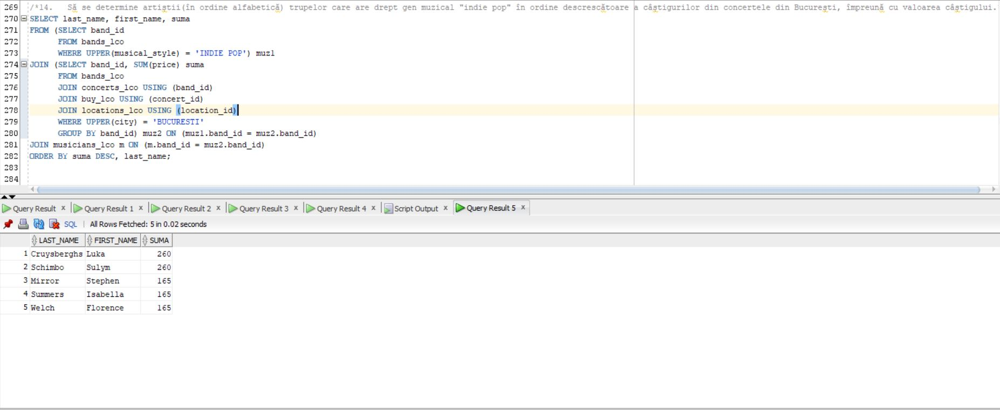 269 /*14.   Să se determine artiștii(în ordine alfabetică) trupelor care are drept gen muzical "indie pop" în ordine descrescătoare a câștigurilor din concertele din București, împreună cu valoarea câștigului.
270 SELECT last_name, first_name, suma
271 FROM (SELECT band_id
272       FROM bands_lco
273       WHERE UPPER(musical_style) = 'INDIE POP') muz1
274 JOIN (SELECT band_id, SUM(price) suma
275       FROM bands_lco
276       JOIN concerts_lco USING (band_id)
277       JOIN buy_lco USING (concert_id)
278       JOIN locations_lco USING (location_id)
279       WHERE UPPER(city) = 'BUCURESTI'
280       GROUP BY band_id) muz2 ON (muz1.band_id = muz2.band_id)
281 JOIN musicians_lco m ON (m.band_id = muz2.band_id)
282 ORDER BY suma DESC, last_name;
283
284
Query Result x Query Result 1 x Query Result 2 x Query Result 3 x Query Result 4 x Script Output x Query Result 5 x
SQL | All Rows Fetched: 5 in 0.02 seconds
LAST_NAME FIRST_NAME SUMA
1 Cruysberghs Luka 260
2 Schimbo Sulym 260
3 Mirror Stephen 165
4 Summers Isabella 165
5 Welch Florence 165